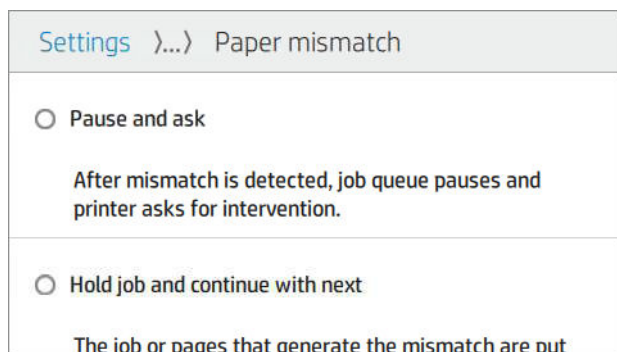 Settings 〉...〉 Paper mismatch
Pause and ask
After mismatch is detected, job queue pauses and
printer asks for intervention.
Hold job and continue with next
The job or pages that generate the mismatch are put